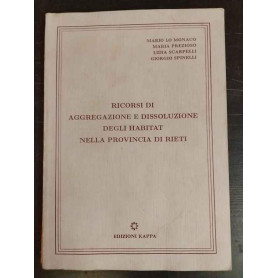 MARIO LO MONACO
MARIA PREZIOSO
LIDIA SCARPELLI
GIORGIO SPINELLI
RICORSI DI
AGGREGAZIONE E DISSOLUZIONE
DEGLI HABITAT
NELLA PROVINCIA DI RIETI
EDIZIONI KAPPA